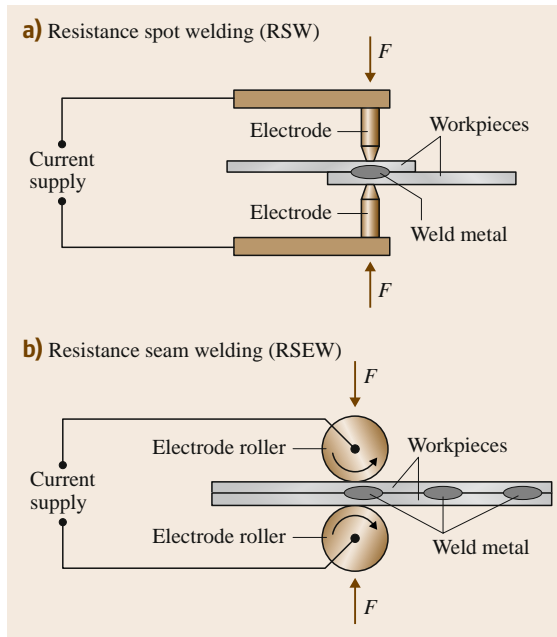 a) Resistance spot welding (RSW)
F
Electrode
Workpieces
Current
supply
Electrode
Weld metal
F
b) Resistance seam welding (RSEW)
F
Electrode roller
Workpieces
Current
supply
Electrode roller
Weld metal
F